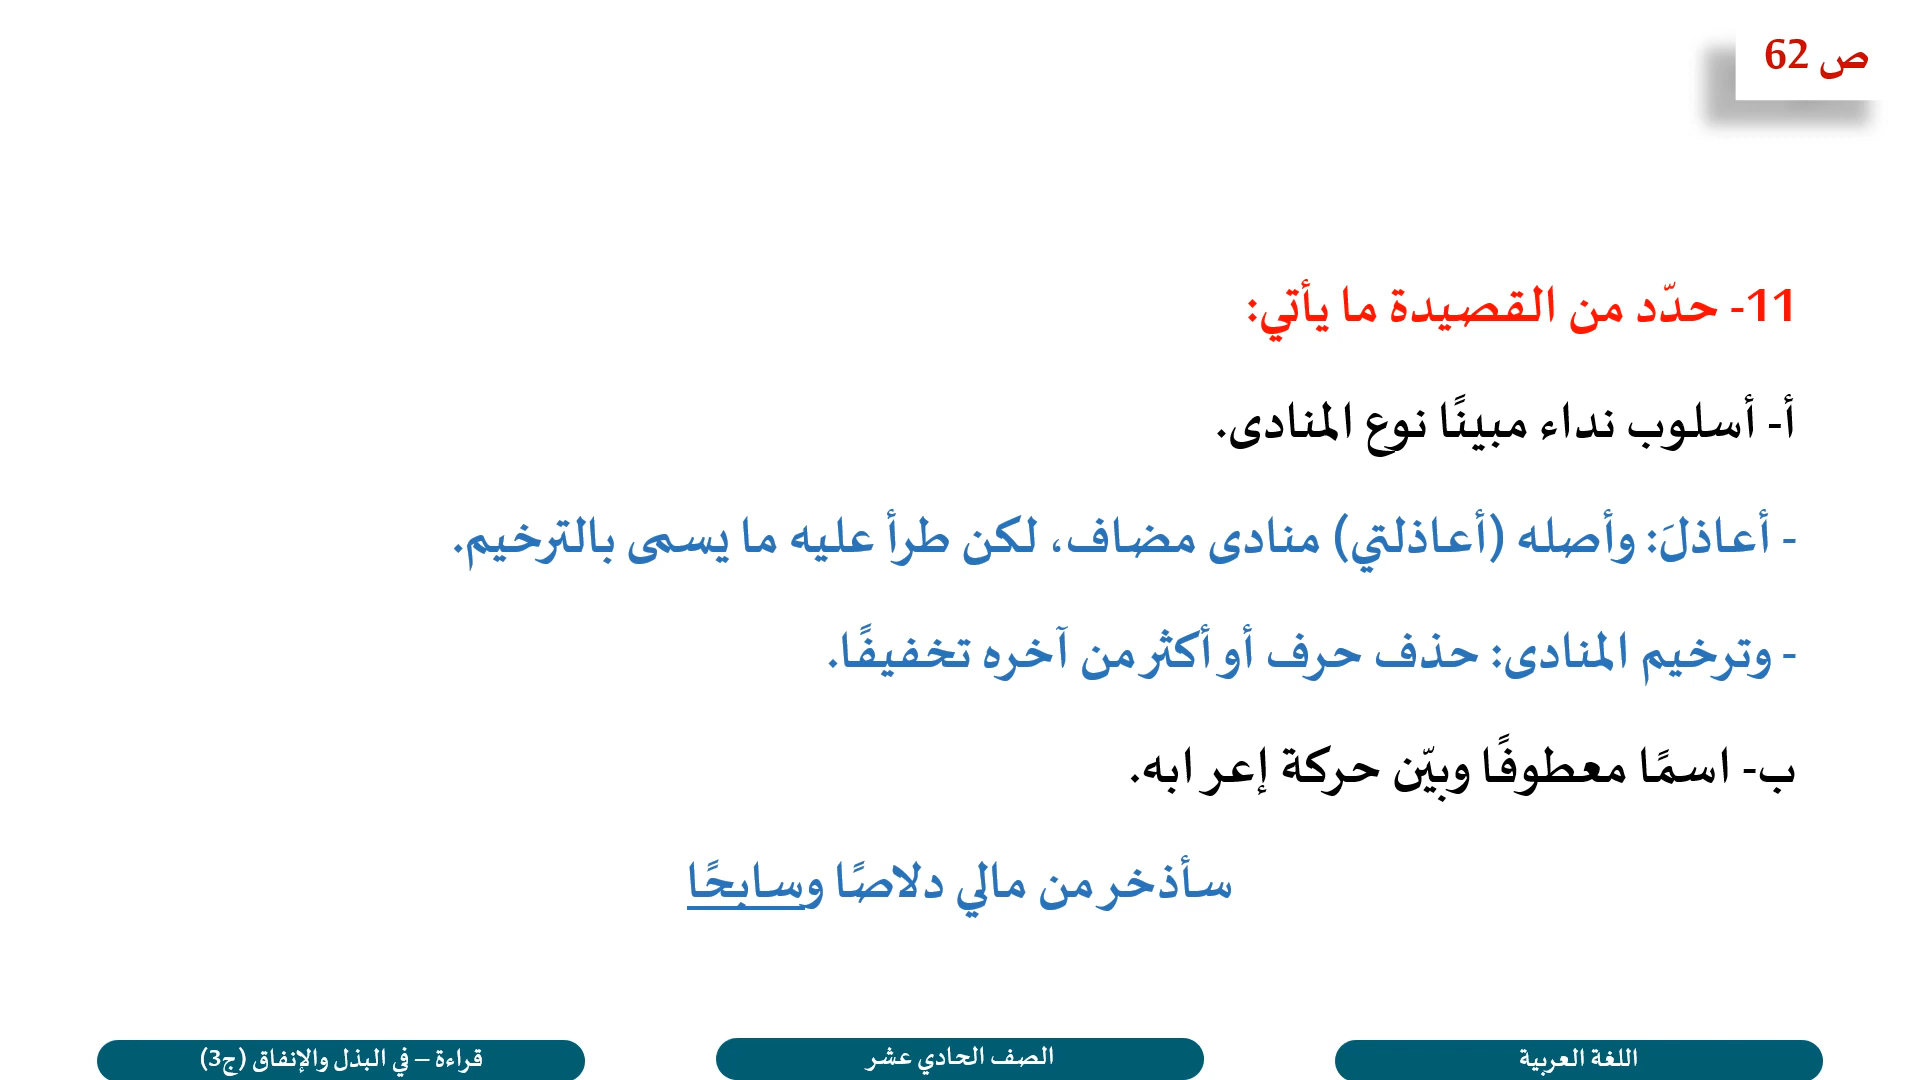 ص 62
11- حدّد من القصيدة ما يأتي:
أ- أسلوب نداء مبينًا نوع المنادى.
- أعاذلَ: وأصله (أعاذلتي) منادى مضاف، لكن طرأ عليه ما يسمى بالترخيم.
- وترخيم المنادى: حذف حرف أو أكثر من آخره تخفيفًا.
ب- اسمًا معطوفًا وبيّن حركة إعرابه.
سأذخر من مالي دلاصًا وسابحًا
اللغة العربية
الصف الحادي عشر
قراءة – في البذل والإنفاق (ج3)